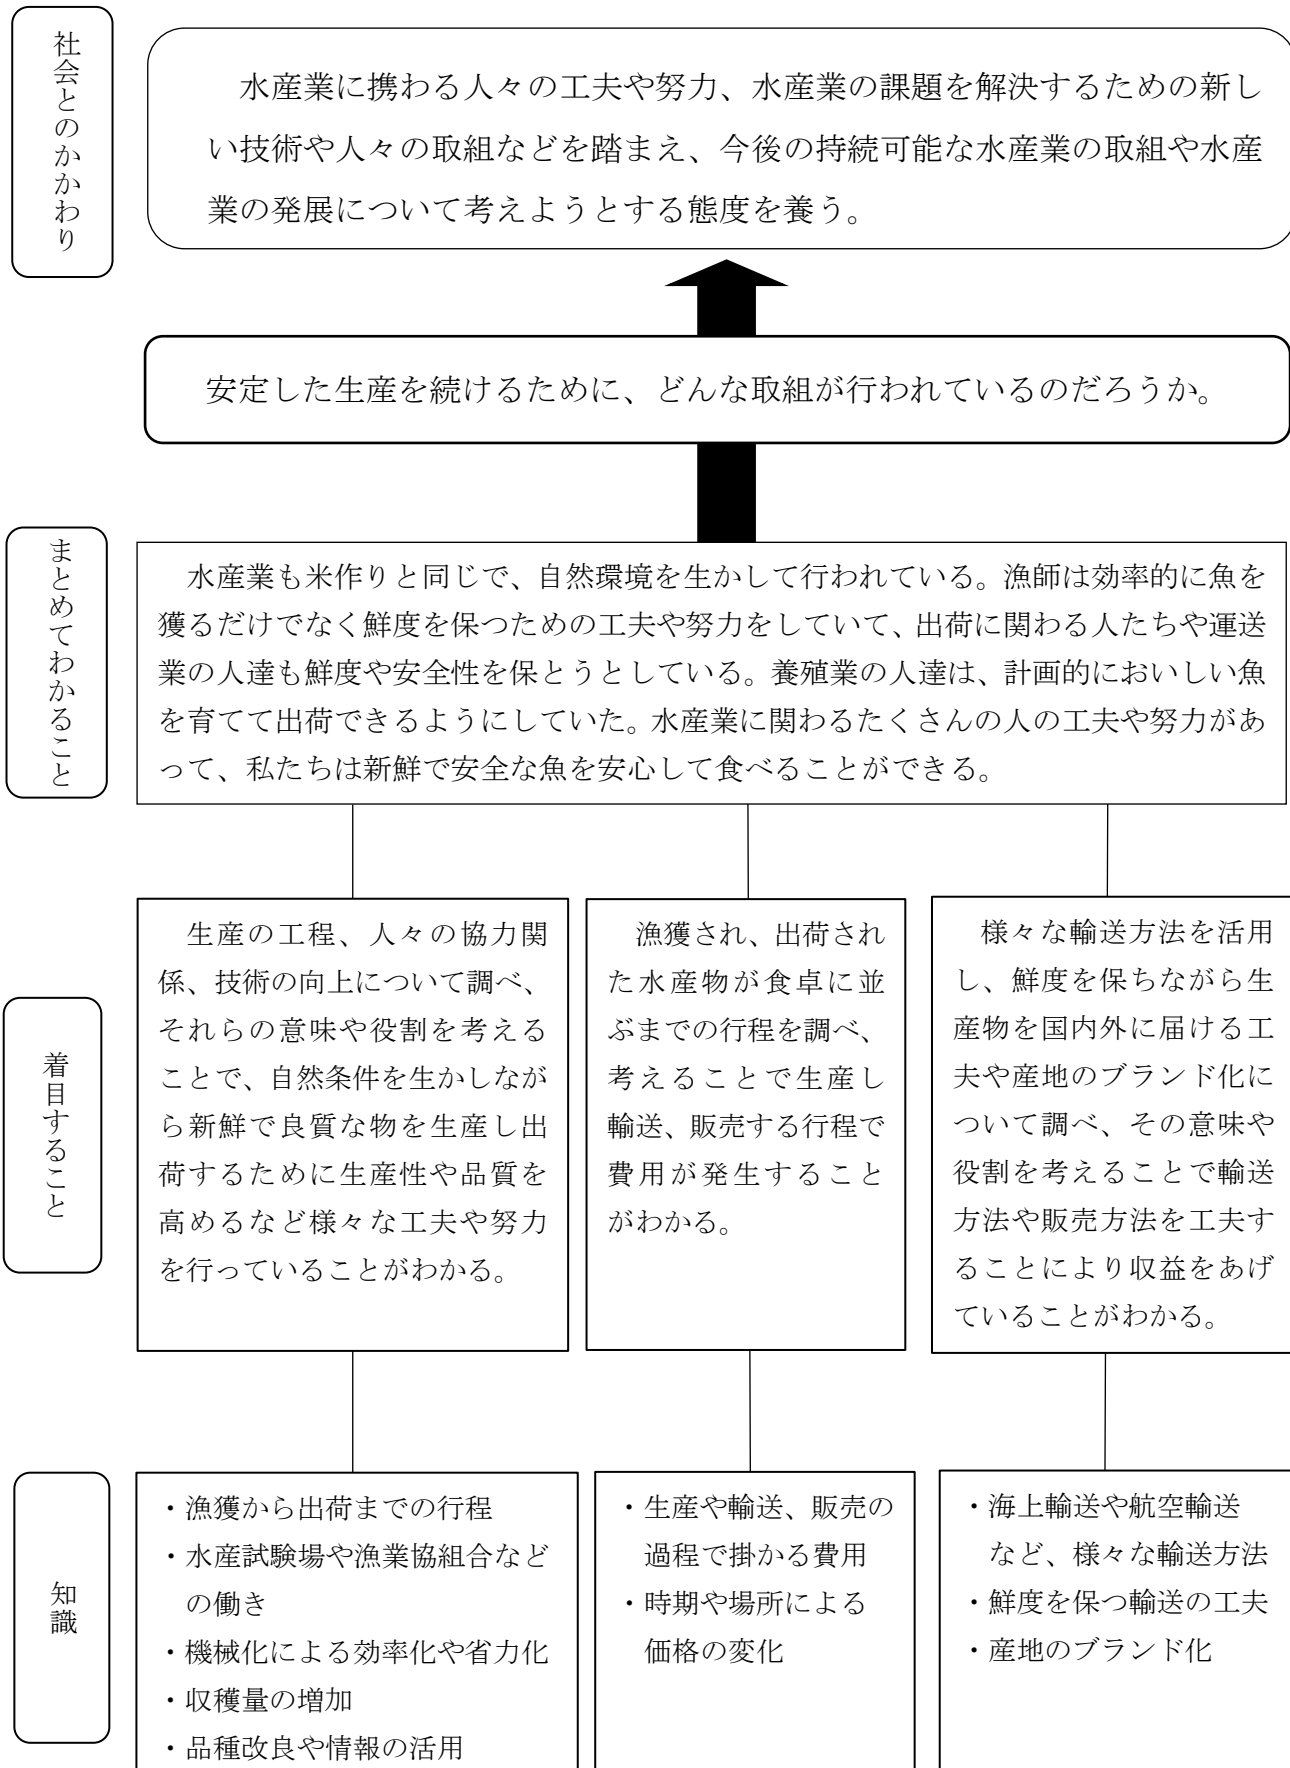 社会とのかかわり
水産業に携わる人々の工夫や努力、水産業の課題を解決するための新し
い技術や人々の取組などを踏まえ、今後の持続可能な水産業の取組や水産
業の発展について考えようとする態度を養う。
安定した生産を続けるために、どんな取組が行われているのだろうか。
まとめてわかること
水産業も米作りと同じで、自然環境を生かして行われている。漁師は効率的に魚を
獲るだけでなく鮮度を保つための工夫や努力をしていて、出荷に関わる人たちや運送
業の人達も鮮度や安全性を保とうとしている。養殖業の人達は、計画的においしい魚
を育てて出荷できるようにしていた。水産業に関わるたくさんの人の工夫や努力があ
って、私たちは新鮮で安全な魚を安心して食べることができる。
着目すること
生産の工程、人々の協力関
係、技術の向上について調べ、
それらの意味や役割を考える
ことで、自然条件を生かしなが
ら新鮮で良質な物を生産し出
荷するために生産性や品質を
高めるなど様々な工夫や努力
を行っていることがわかる。
漁獲され、出荷され
た水産物が食卓に並
ぶまでの行程を調べ、
考えることで生産し
輸送、販売する行程で
費用が発生すること
がわかる。
様々な輸送方法を活用
し、鮮度を保ちながら生
産物を国内外に届ける工
夫や産地のブランド化に
ついて調べ、その意味や
役割を考えることで輸送
方法や販売方法を工夫す
ることにより収益をあげ
ていることがわかる。
知識
・漁獲から出荷までの行程
・水産試験場や漁業協組合など
の働き
・機械化による効率化や省力化
・収穫量の増加
・品種改良や情報の活用
・生産や輸送、販売の
過程で掛かる費用
・時期や場所による
価格の変化
・海上輸送や航空輸送
など、様々な輸送方法
・鮮度を保つ輸送の工夫
・産地のブランド化